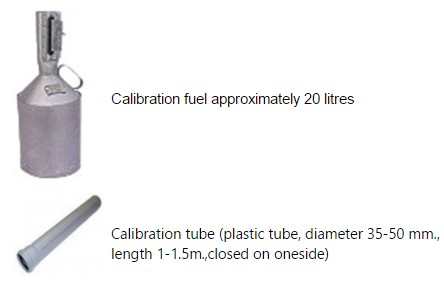 Calibration fuel approximately 20 litres
Calibration tube (plastic tube, diameter 35-50 mm.,
length 1-1.5m.,closed on oneside)